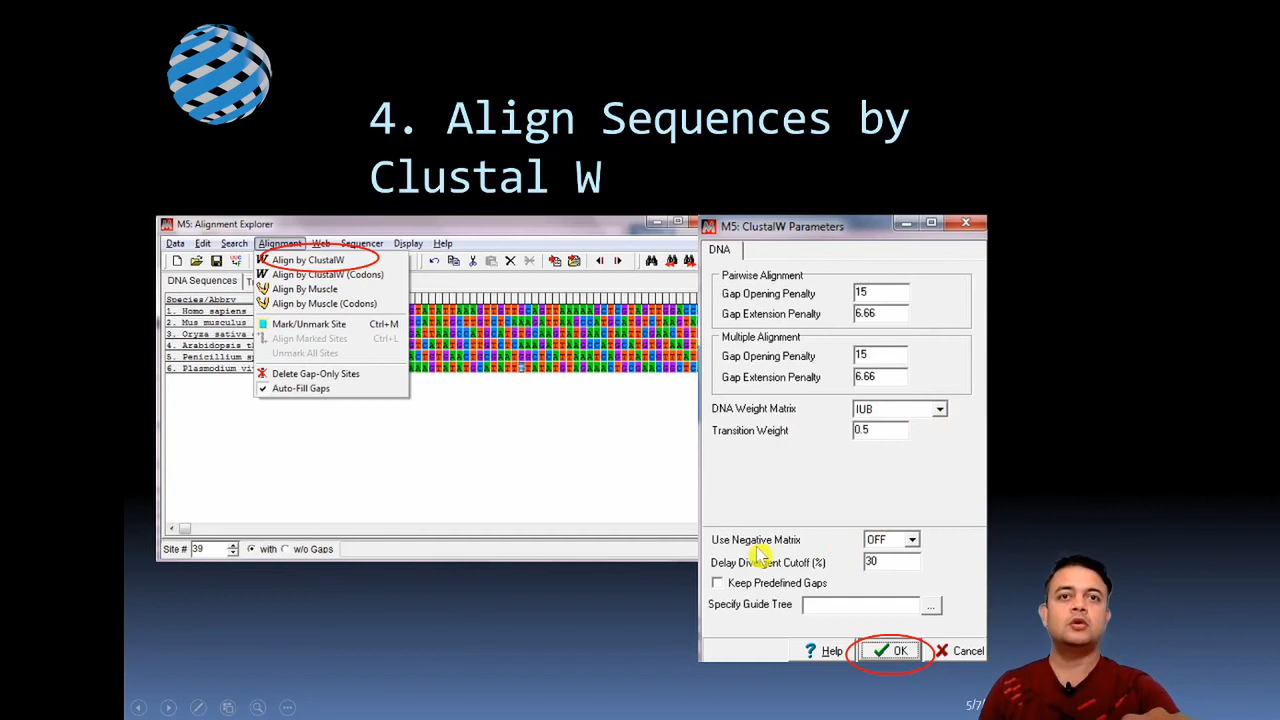 4. Align Sequences by
Clustal W
M5: Alignment Explorer
Data Edit Search Alignment Web Sequencer Display Help
Align by ClustalW
Align by ClustalW (Codons)
Align By Muscle
Align by Muscle (Codons)
Mark/Unmark Site Ctrl+M
Align Marked Sites Ctrl+L
Unmark All Sites
Delete Gap-Only Sites
Auto-Fill Gaps
DNA Sequences
Species/Abbrv
1. Homo sapiens
2. Mus musculus
3. Oryza sativa
4. Arabidopsis
5. Penicillium
6. Plasmodium
Site # 39 with w/o Gaps
M5: ClustalW Parameters
DNA
Pairwise Alignment
Gap Opening Penalty 15
Gap Extension Penalty 6.66
Multiple Alignment
Gap Opening Penalty 15
Gap Extension Penalty 6.66
DNA Weight Matrix IUB
Transition Weight 0.5
Use Negative Matrix OFF
Delay Divergent Cutoff (%) 30
Keep Predefined Gaps
Specify Guide Tree ...
? Help OK Cancel
5/7